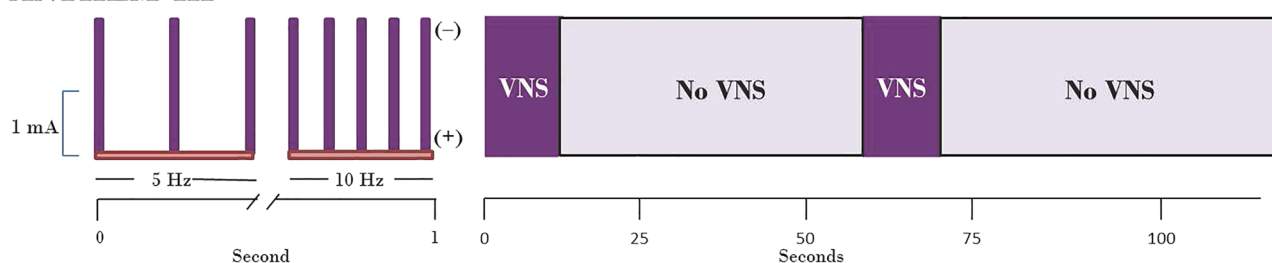 (−)
1 mA
(+)
5 Hz
10 Hz
0
1
Second
VNS
No VNS
VNS
No VNS
0
25
50
75
100
Seconds